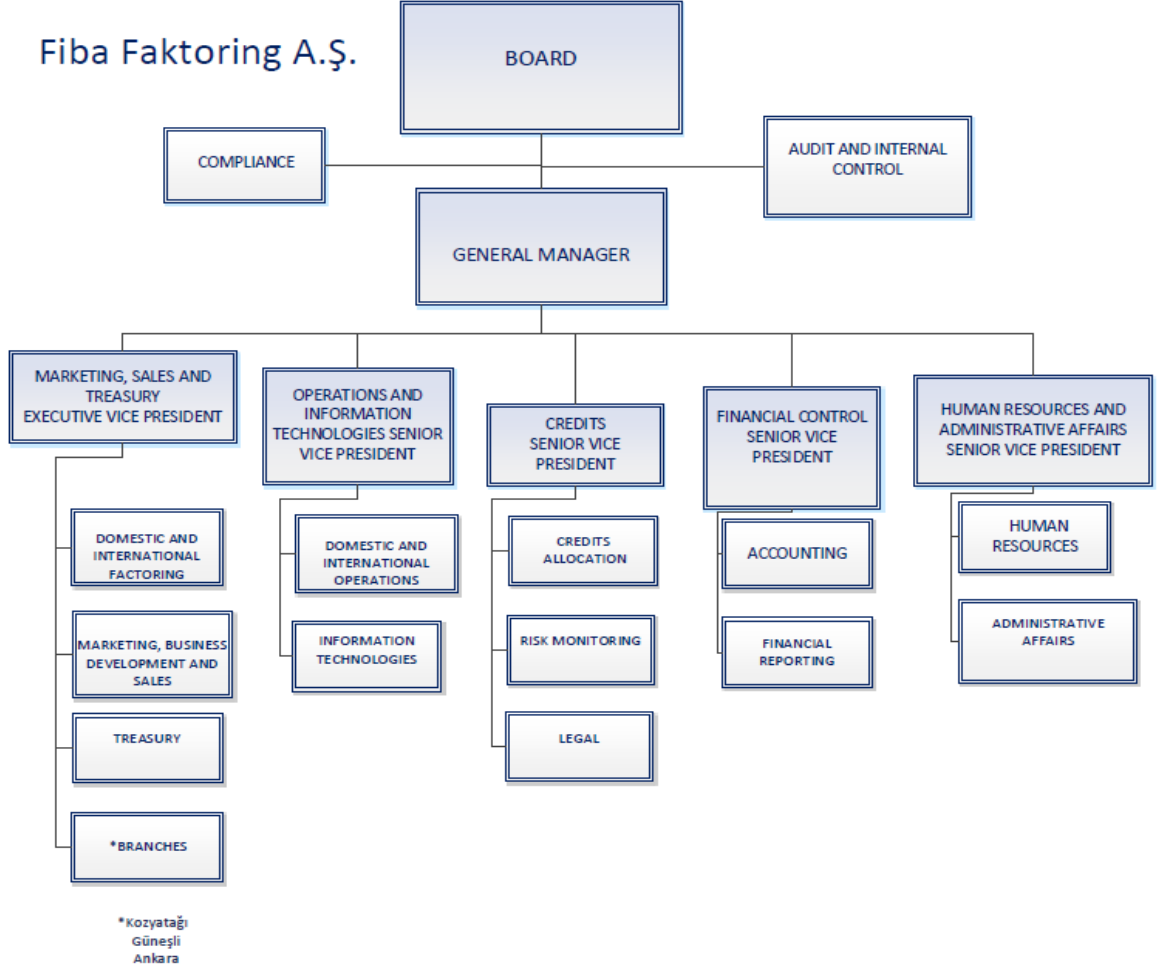 Fiba Faktoring A.Ş.
BOARD
COMPLIANCE
AUDIT AND INTERNAL
CONTROL
GENERAL MANAGER
MARKETING, SALES AND
TREASURY
EXECUTIVE VICE PRESIDENT
OPERATIONS AND
INFORMATION
TECHNOLOGIES SENIOR
VICE PRESIDENT
CREDITS
SENIOR VICE
PRESIDENT
FINANCIAL CONTROL
SENIOR VICE
PRESIDENT
HUMAN RESOURCES AND
ADMINISTRATIVE AFFAIRS
SENIOR VICE PRESIDENT
DOMESTIC AND
INTERNATIONAL
FACTORING
MARKETING, BUSINESS
DEVELOPMENT AND
SALES
TREASURY
*BRANCHES
*Kozyatağı
Güneşli
Ankara
DOMESTIC AND
INTERNATIONAL
OPERATIONS
INFORMATION
TECHNOLOGIES
CREDITS
ALLOCATION
RISK MONITORING
LEGAL
ACCOUNTING
FINANCIAL
REPORTING
HUMAN
RESOURCES
ADMINISTRATIVE
AFFAIRS